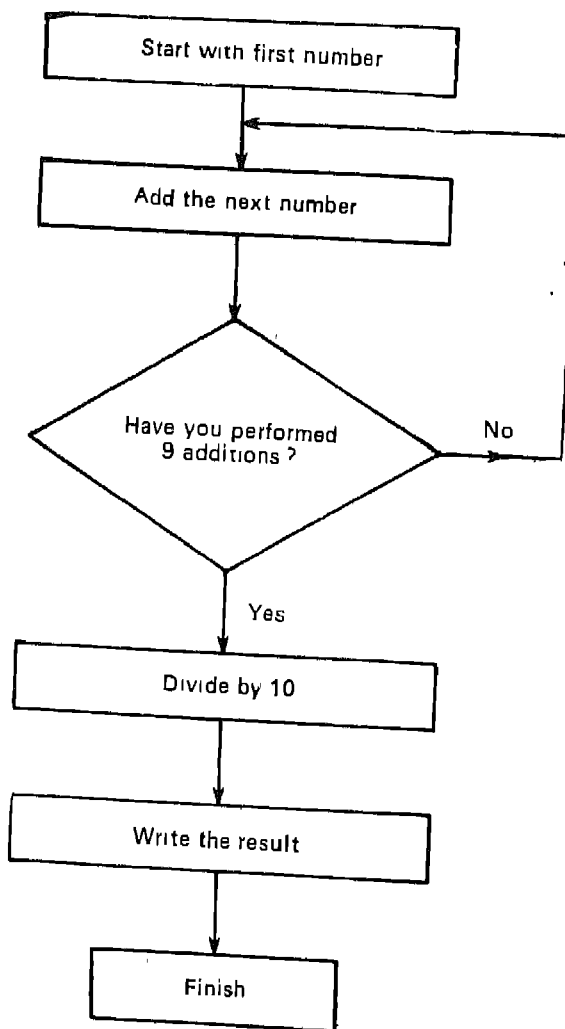 Start with first number
Add the next number
Have you performed
9 additions ?
No
Yes
Divide by 10
Write the result
Finish